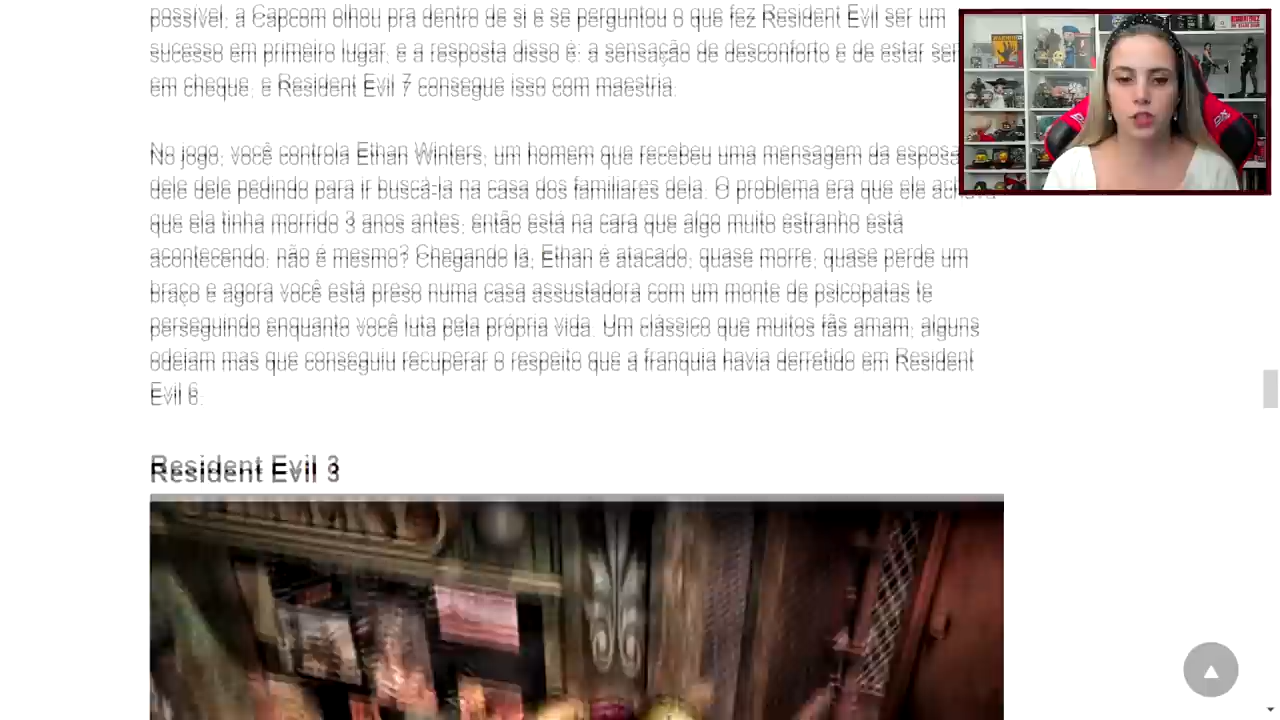 possível, a Capcom olhou pra dentro de si e se perguntou o que fez Resident Evil ser um
sucesso em primeiro lugar, e a resposta disso é: a sensação de desconforto e de estar sem
em cheque, e Resident Evil 7 consegue isso com maestria.
No jogo, você controla Ethan Winters, um homem que recebeu uma mensagem da esposa
dele dele pedindo para ir buscá-la na casa dos familiares dela. O problema era que ele achava
que ela tinha morrido 3 anos antes, então está na cara que algo muito estranho está
acontecendo, não é mesmo? Chegando lá, Ethan é atacado, quase morre, quase perde um
braço e agora você está preso numa casa assustadora com um monte de psicopatas te
perseguindo enquanto você luta pela própria vida. Um clássico que muitos fãs amam, alguns
odeiam mas que conseguiu recuperar o respeito que a franquia havia derretido em Resident
Evil 6.
Resident Evil 3